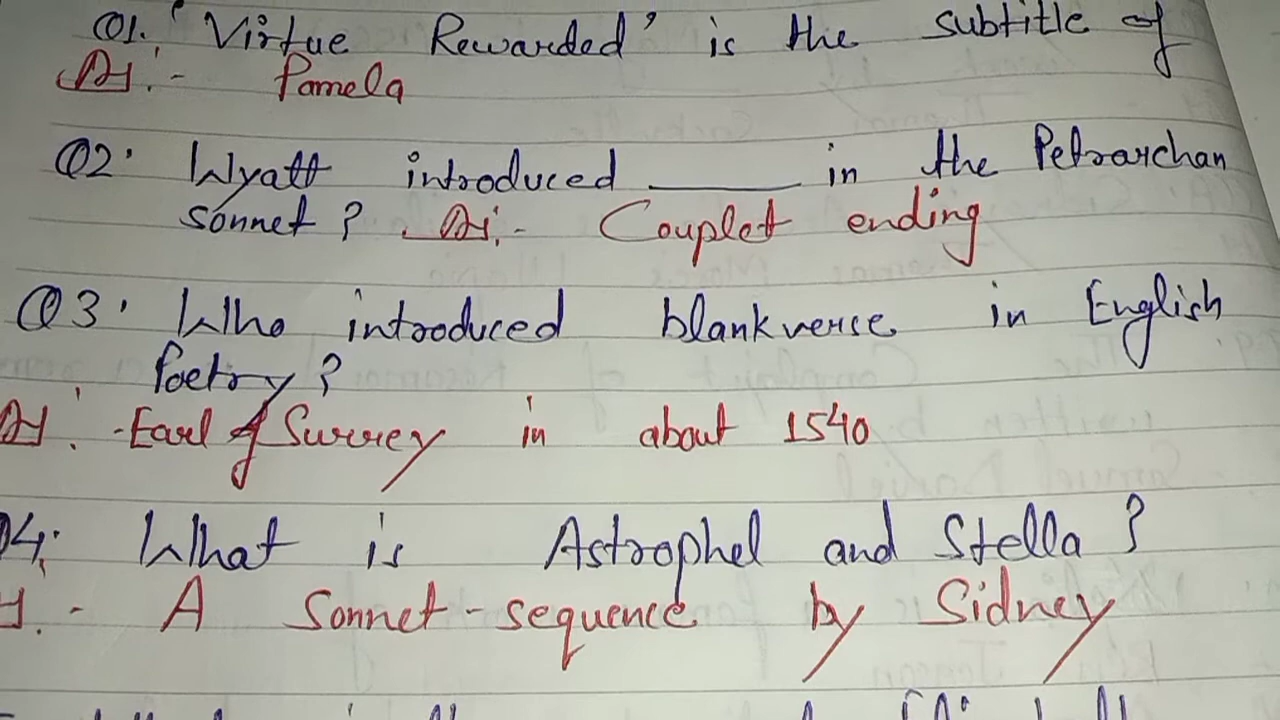 Q1. 'Virtue Rewarded' is the subtitle of
A.:- Pamela
Q2. Wyatt introduced ______ in the Petrarchan
sonnet? A.:- Couplet ending
Q3. Who introduced blankverse in English
Poetry?
A.:- Earl of Surrey in about 1540
Q4. What is Astrophel and Stella?
A.:- A Sonnet-sequence by Sidney